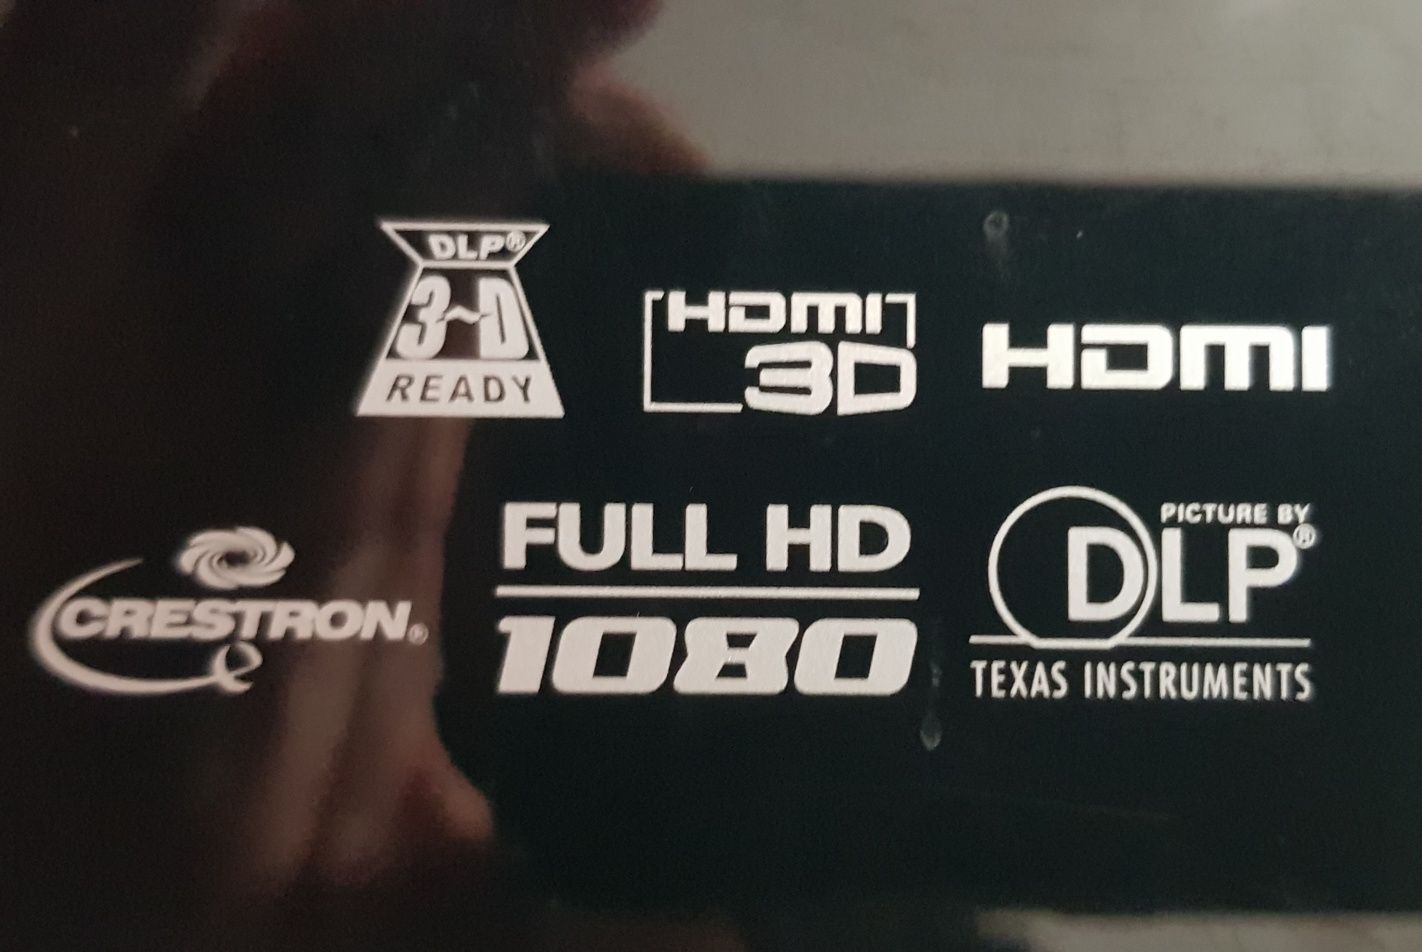 DLP®
3-D
READY
HDMI
3D
HDMI
CRESTRON®
FULL HD
1080
PICTURE BY
DLP®
TEXAS INSTRUMENTS